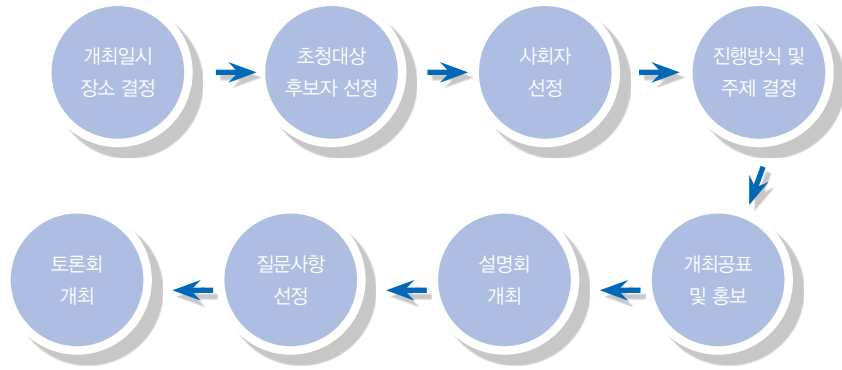 개최일시
장소 결정
초청대상
후보자 선정
사회자
선정
진행방식 및
주제 결정
개최공표
및 홍보
설명회
개최
질문사항
선정
토론회
개최